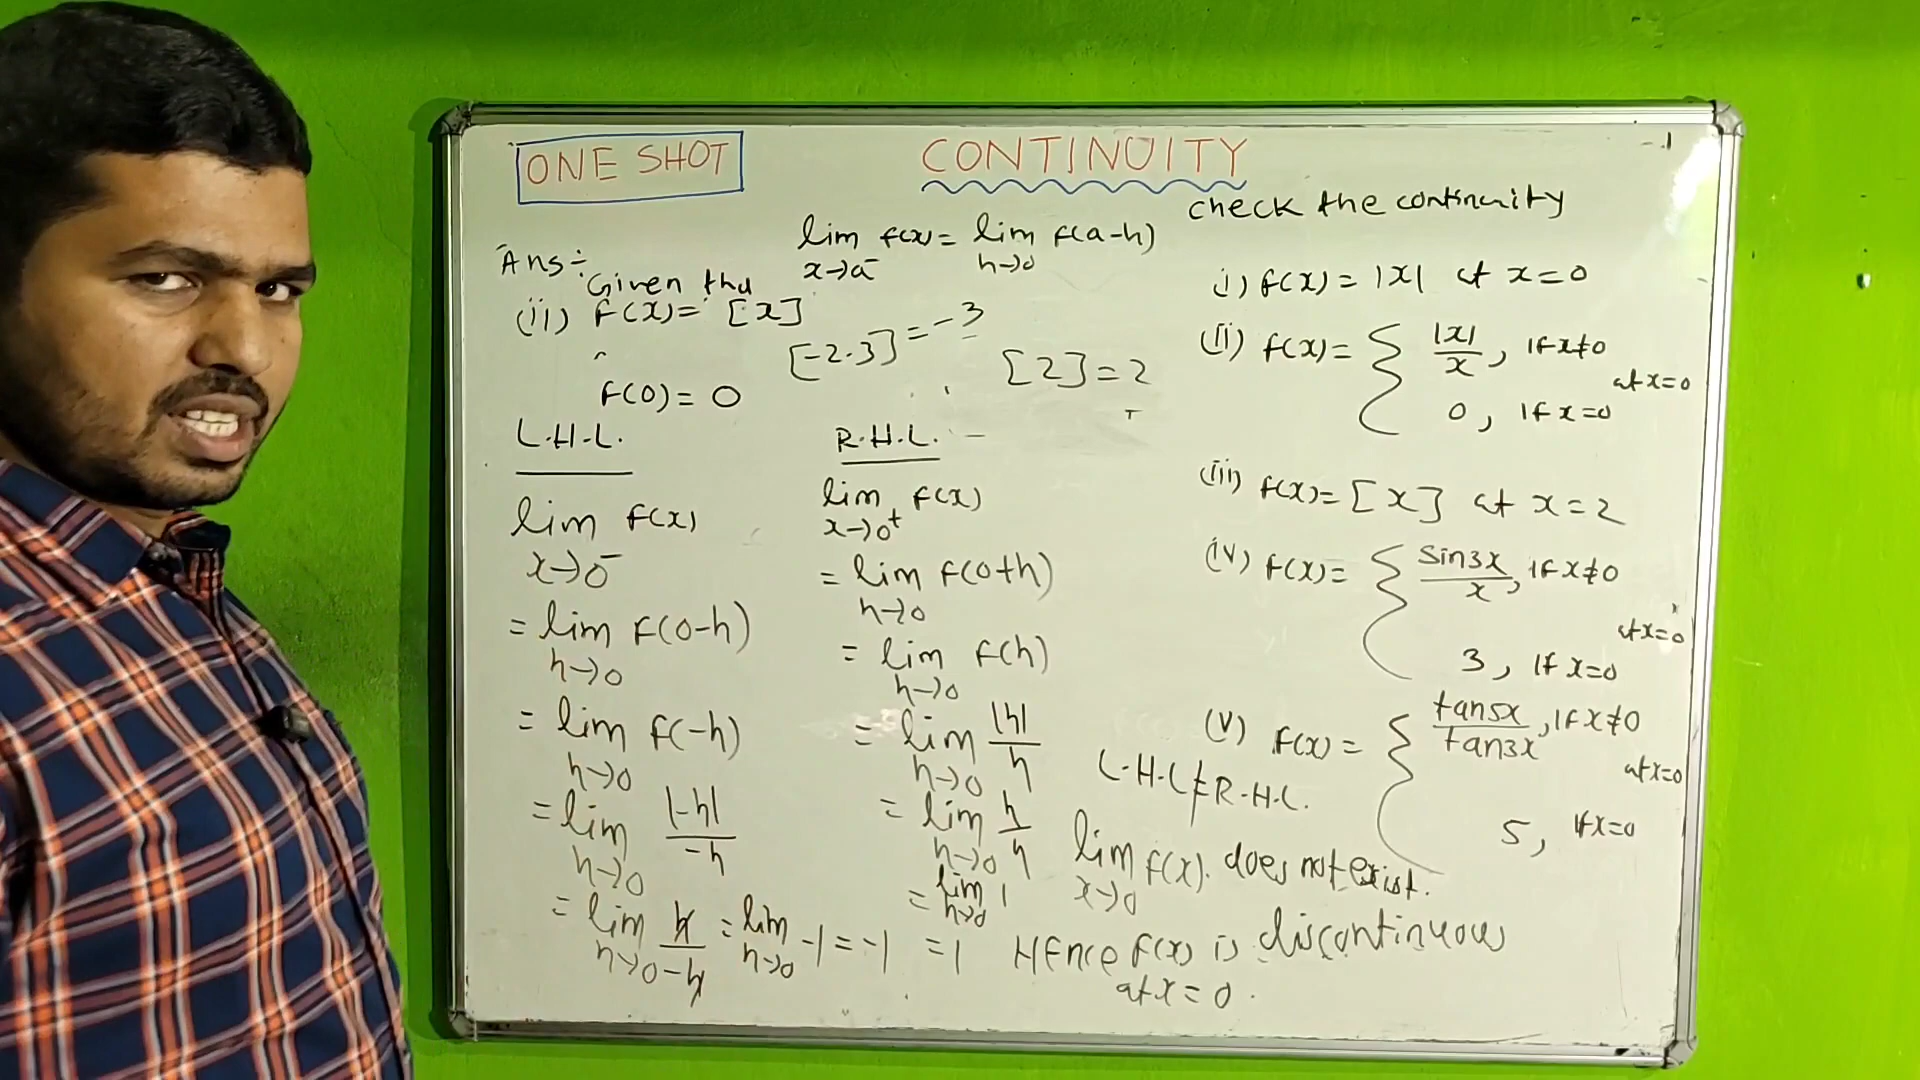 ONE SHOT
CONTINUITY
check the continuity
lim f(x) = lim f(a-h)
x→a⁻ h→0
Ans:
Given tha
(ii) f(x) = [x]
[-2.3] = -3
[2] = 2
f(0) = 0
L.H.L.
lim f(x)
x→0⁻
= lim f(0-h)
h→0
= lim f(-h)
h→0
= lim |-h| / -h
h→0
= lim h / -h = lim -1 = -1
h→0 h→0
R.H.L.
lim f(x)
x→0⁺
= lim f(0+h)
h→0
= lim f(h)
h→0
= lim |h| / h
h→0
= lim h / h
h→0
= lim 1
h→0
= 1
L.H.L ≠ R.H.L.
lim f(x). does not exist.
x→0
Hence f(x) is discontinuous
at x = 0.
i) f(x) = |x| at x = 0
(ii) f(x) = { |x| / x, if x≠0
at x=0
0, if x=0
(iii) f(x) = [x] at x = 2
(iv) f(x) = { sin3x / x, if x≠0
at x=0
3, if x=0
(v) f(x) = { tan5x / tan3x, if x≠0
at x=0
5, if x=0